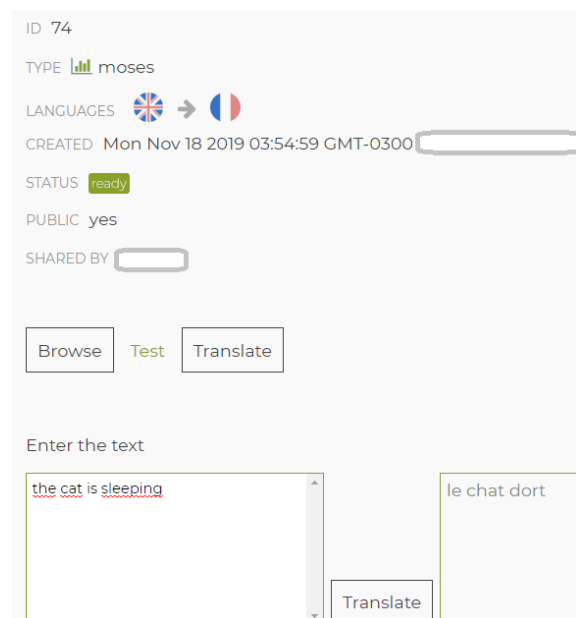 ID 74
TYPE moses
LANGUAGES
CREATED Mon Nov 18 2019 03:54:59 GMT-0300
STATUS ready
PUBLIC yes
SHARED BY
Browse Test Translate
Enter the text
the cat is sleeping
le chat dort
Translate